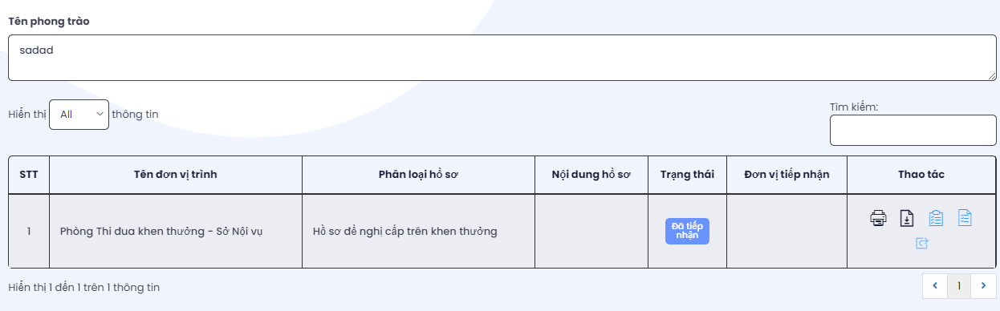 Tên phong trào
sadad
Hiển thị All thông tin
Tìm kiếm:
STT Tên đơn vị trình Phân loại hồ sơ Nội dung hồ sơ Trạng thái Đơn vị tiếp nhận Thao tác
1 Phòng Thi đua khen thưởng - Sở Nội vụ Hồ sơ đề nghị cấp trên khen thưởng Đã tiếp
nhận
Hiển thị 1 đến 1 trên 1 thông tin
1